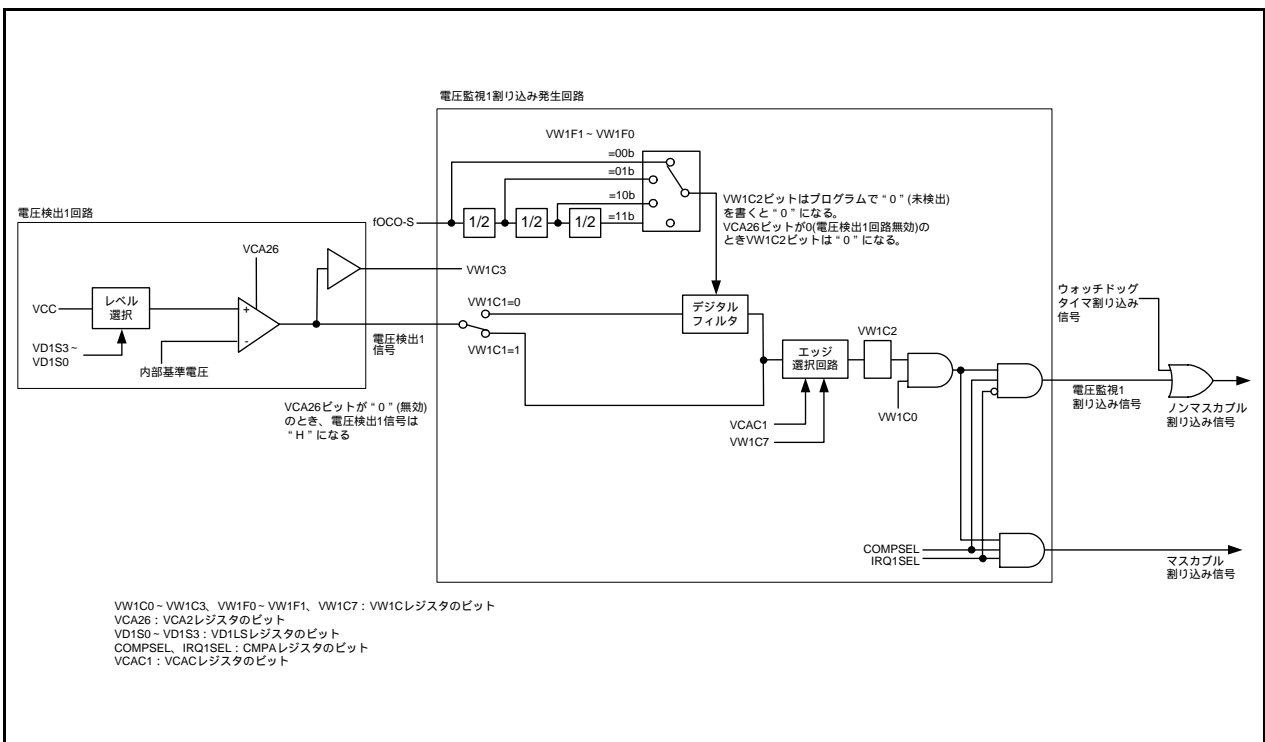 電圧監視1割り込み発生回路
VW1F1~VW1F0
=00b
=01b
=10b
=11b
fOCO-S
1/2
1/2
1/2
VW1C2ビットはプログラムで“0”(未検出)
を書くと“0”になる。
VCA26ビットが0(電圧検出1回路無効)の
ときVW1C2ビットは“0”になる。
電圧検出1回路
VCA26
VCC
レベル
選択
+
-
VD1S3~
VD1S0
内部基準電圧
VW1C3
VW1C1=0
VW1C1=1
電圧検出1
信号
デジタル
フィルタ
VCA26ビットが“0”(無効)
のとき、電圧検出1信号は
“H”になる
エッジ
選択回路
VW1C2
VW1C0
VCAC1
VW1C7
ウォッチドッグ
タイマ割り込み
信号
電圧監視1
割り込み信号
ノンマスカブル
割り込み信号
COMPSEL
IRQ1SEL
マスカブル
割り込み信号
VW1C0~VW1C3、VW1F0~VW1F1、VW1C7:VW1Cレジスタのビット
VCA26:VCA2レジスタのビット
VD1S0~VD1S3:VD1LSレジスタのビット
COMPSEL、IRQ1SEL:CMPAレジスタのビット
VCAC1:VCACレジスタのビット